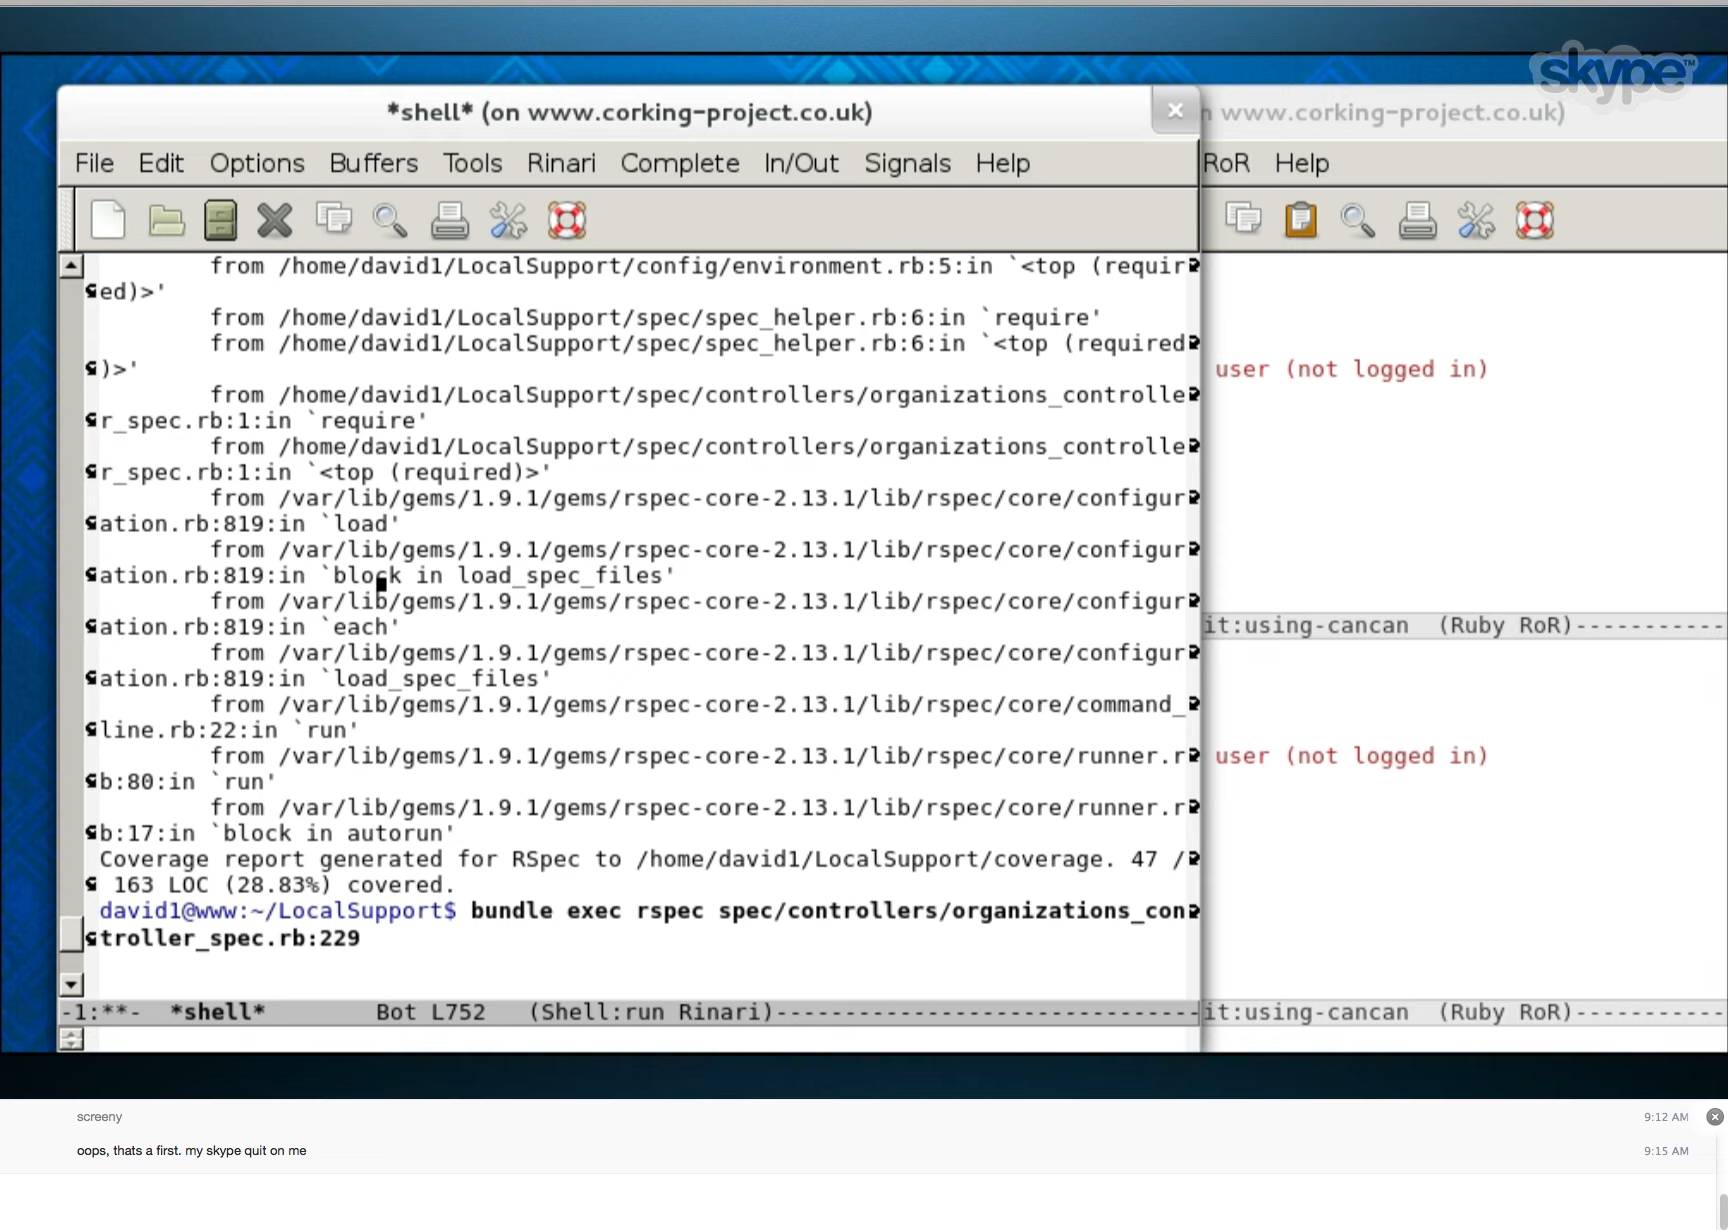 skype™
*shell* (on www.corking-project.co.uk)
n www.corking-project.co.uk)
File Edit Options Buffers Tools Rinari Complete In/Out Signals Help
RoR Help
from /home/david1/LocalSupport/config/environment.rb:5:in `<top (requir
ed)>'
from /home/david1/LocalSupport/spec/spec_helper.rb:6:in `require'
from /home/david1/LocalSupport/spec/spec_helper.rb:6:in `<top (required
)>'
user (not logged in)
from /home/david1/LocalSupport/spec/controllers/organizations_controlle
r_spec.rb:1:in `require'
from /home/david1/LocalSupport/spec/controllers/organizations_controlle
r_spec.rb:1:in `<top (required)>'
from /var/lib/gems/1.9.1/gems/rspec-core-2.13.1/lib/rspec/core/configur
ation.rb:819:in `load'
from /var/lib/gems/1.9.1/gems/rspec-core-2.13.1/lib/rspec/core/configur
ation.rb:819:in `block in load_spec_files'
from /var/lib/gems/1.9.1/gems/rspec-core-2.13.1/lib/rspec/core/configur
ation.rb:819:in `each'
it:using-cancan (Ruby RoR)-----------
from /var/lib/gems/1.9.1/gems/rspec-core-2.13.1/lib/rspec/core/configur
ation.rb:819:in `load_spec_files'
from /var/lib/gems/1.9.1/gems/rspec-core-2.13.1/lib/rspec/core/command_
line.rb:22:in `run'
from /var/lib/gems/1.9.1/gems/rspec-core-2.13.1/lib/rspec/core/runner.r
b:80:in `run'
user (not logged in)
from /var/lib/gems/1.9.1/gems/rspec-core-2.13.1/lib/rspec/core/runner.r
b:17:in `block in autorun'
Coverage report generated for RSpec to /home/david1/LocalSupport/coverage. 47 /
163 LOC (28.83%) covered.
david1@www:~/LocalSupport$ bundle exec rspec spec/controllers/organizations_con
troller_spec.rb:229
-1:**- *shell* Bot L752 (Shell:run Rinari)-------------------------------
it:using-cancan (Ruby RoR)-----------
screeny 9:12 AM
oops, thats a first. my skype quit on me 9:15 AM